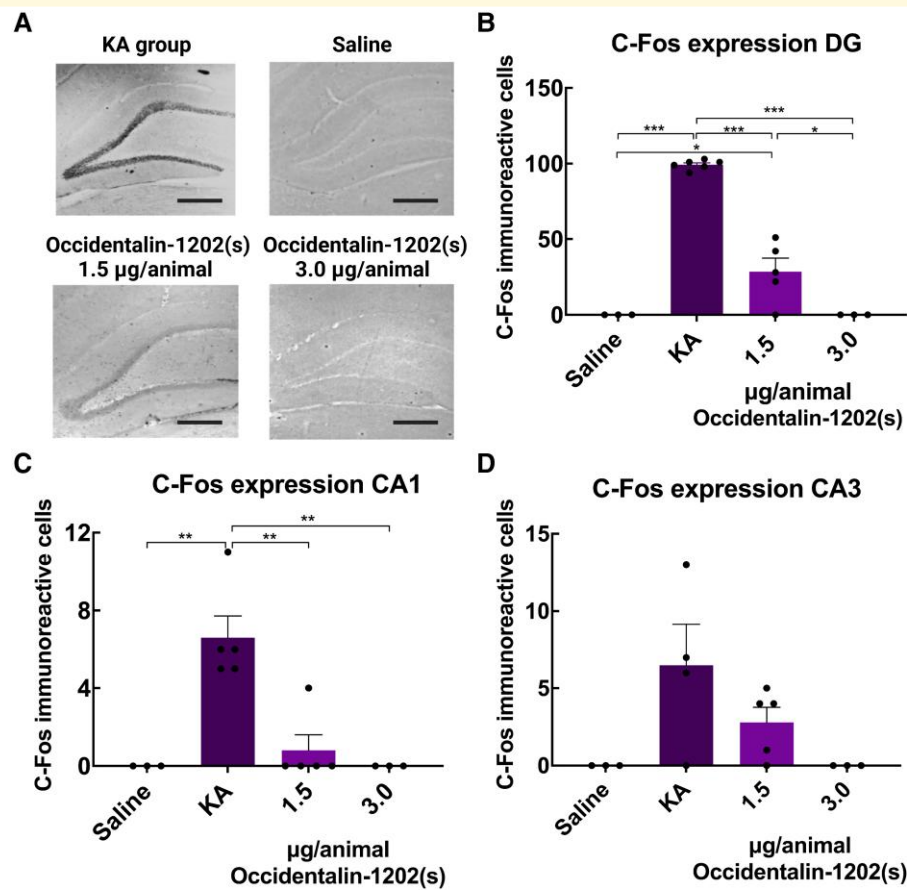 A
KA group
Saline
Occidentalin-1202(s)
1.5 µg/animal
Occidentalin-1202(s)
3.0 µg/animal
B
C-Fos expression DG
C-Fos immunoreactive cells
150
100
50
0
***
***
***
*
*
Saline
KA
1.5
3.0
µg/animal
Occidentalin-1202(s)
C
C-Fos expression CA1
C-Fos immunoreactive cells
12
8
4
0
**
**
**
Saline
KA
1.5
3.0
µg/animal
Occidentalin-1202(s)
D
C-Fos expression CA3
C-Fos immunoreactive cells
15
10
5
0
Saline
KA
1.5
3.0
µg/animal
Occidentalin-1202(s)